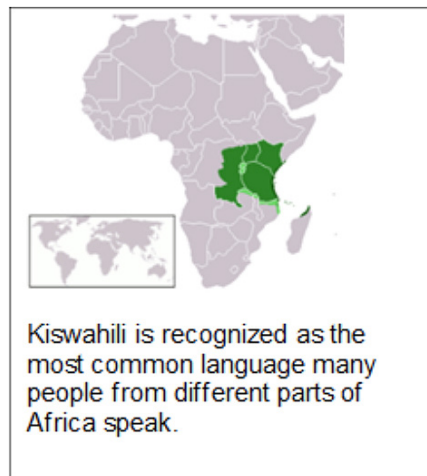 Kiswahili is recognized as the
most common language many
people from different parts of
Africa speak.